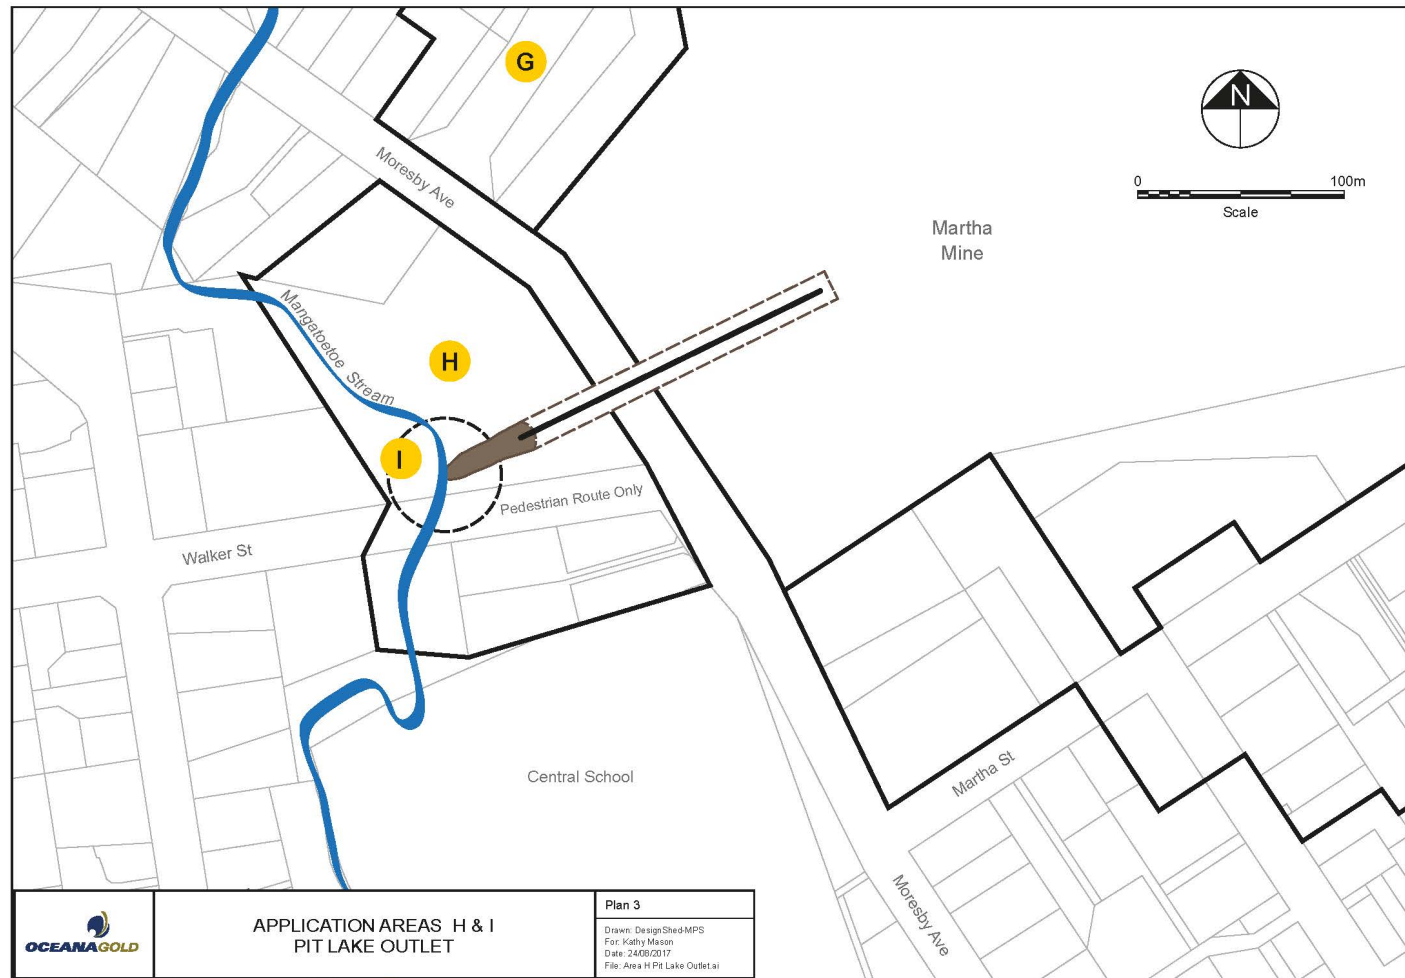 G
N
Moresby Ave
0 100m
Scale
Martha
Mine
Mangatoetoe Stream
H
I
Pedestrian Route Only
Walker St
Central School
Martha St
Moresby Ave
OCEANAGOLD
APPLICATION AREAS H & I
PIT LAKE OUTLET
Plan 3
Drawn: DesignShed-MPS
For: Kathy Mason
Date: 24/08/2017
File: Area H Pit Lake Outlet.ai